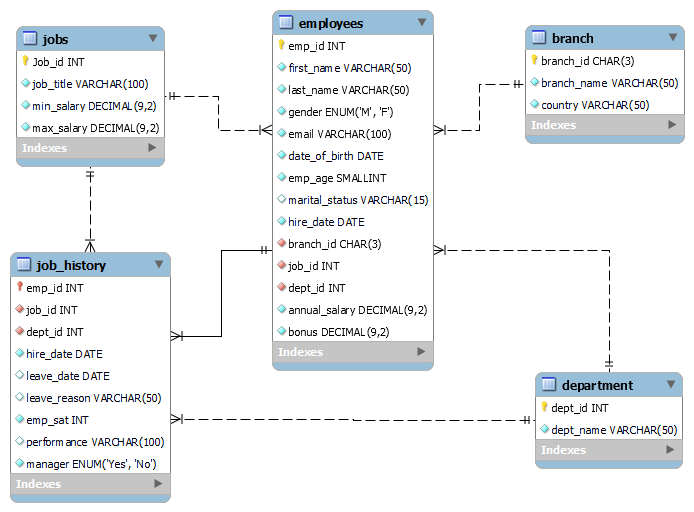 jobs
Job_id INT
job_title VARCHAR(100)
min_salary DECIMAL(9,2)
max_salary DECIMAL(9,2)
Indexes
employees
emp_id INT
first_name VARCHAR(50)
last_name VARCHAR(50)
gender ENUM('M', 'F')
email VARCHAR(100)
date_of_birth DATE
emp_age SMALLINT
marital_status VARCHAR(15)
hire_date DATE
branch_id CHAR(3)
job_id INT
dept_id INT
annual_salary DECIMAL(9,2)
bonus DECIMAL(9,2)
Indexes
branch
branch_id CHAR(3)
branch_name VARCHAR(50)
country VARCHAR(50)
Indexes
job_history
emp_id INT
job_id INT
dept_id INT
hire_date DATE
leave_date DATE
leave_reason VARCHAR(50)
emp_sat INT
performance VARCHAR(100)
manager ENUM('Yes', 'No')
Indexes
department
dept_id INT
dept_name VARCHAR(50)
Indexes